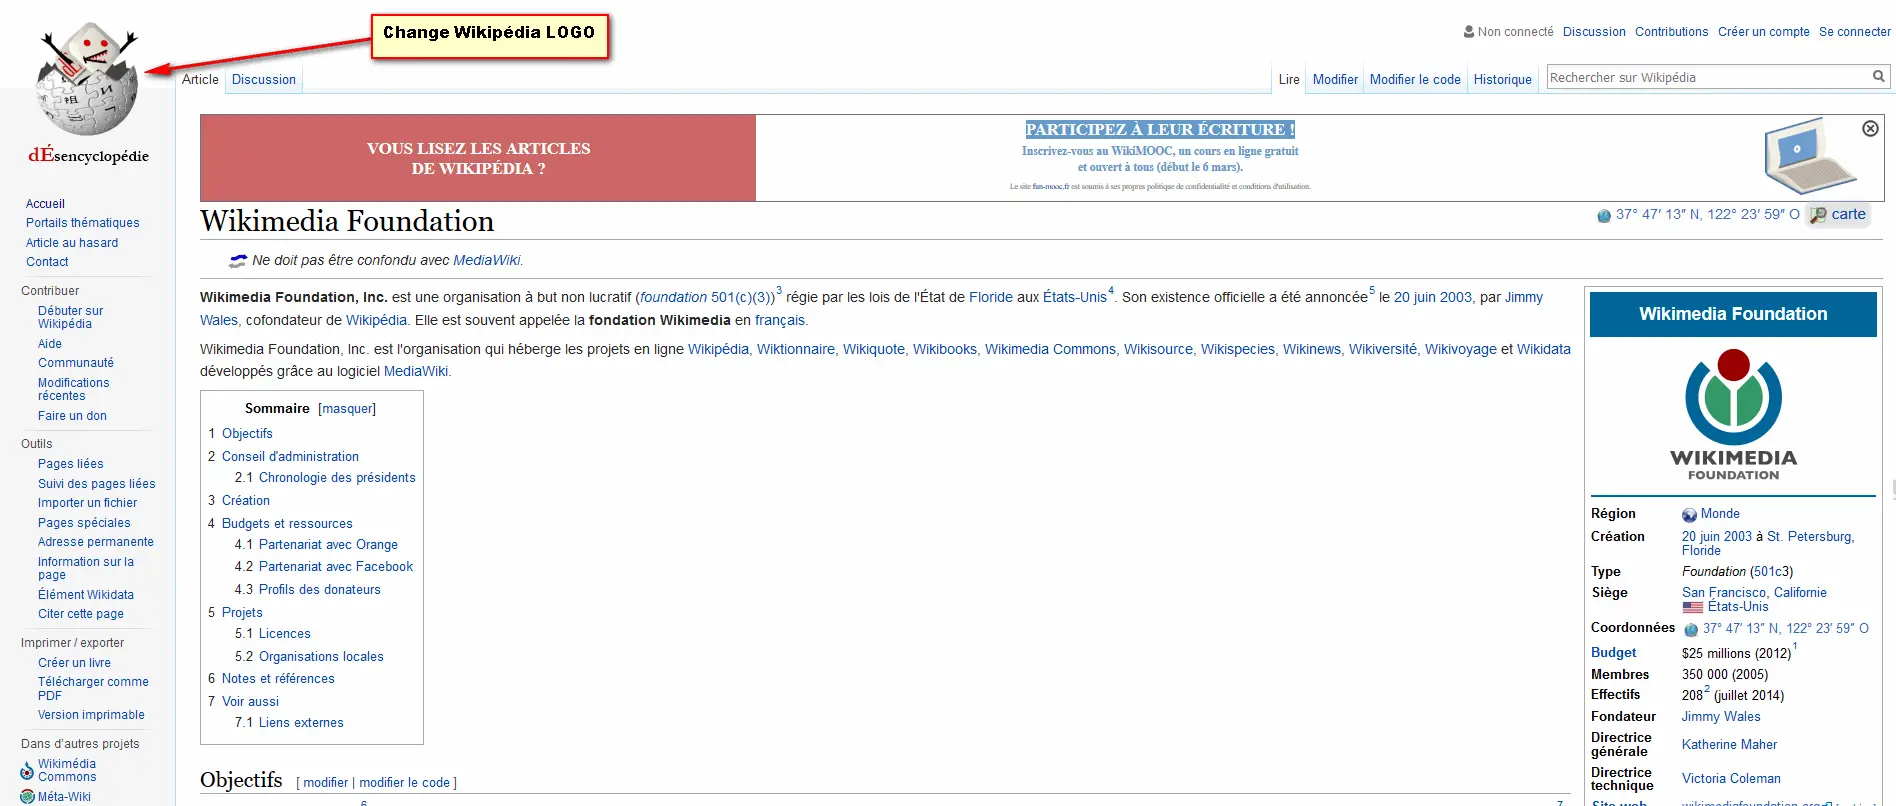 Change Wikipédia LOGO
dÉsencyclopédie
Non connecté Discussion Contributions Créer un compte Se connecter
Article Discussion
Lire Modifier Modifier le code Historique
Rechercher sur Wikipédia
VOUS LISEZ LES ARTICLES
DE WIKIPÉDIA ?
PARTICIPEZ À LEUR ÉCRITURE !
Inscrivez-vous au WikiMOOC, un cours en ligne gratuit
et ouvert à tous (début le 6 mars).
Le site fun-mooc.fr est soumis à ses propres politique de confidentialité et conditions d'utilisation.
Accueil
Portails thématiques
Article au hasard
Contact
Contribuer
Débuter sur
Wikipédia
Aide
Communauté
Modifications
récentes
Faire un don
Outils
Pages liées
Suivi des pages liées
Importer un fichier
Pages spéciales
Adresse permanente
Information sur la
page
Élément Wikidata
Citer cette page
Imprimer / exporter
Créer un livre
Télécharger comme
PDF
Version imprimable
Dans d'autres projets
Wikimédia
Commons
Méta-Wiki
Wikimedia Foundation
37° 47′ 13″ N, 122° 23′ 59″ O carte
Ne doit pas être confondu avec MediaWiki.
Wikimedia Foundation, Inc. est une organisation à but non lucratif (foundation 501(c)(3))3 régie par les lois de l'État de Floride aux États-Unis4. Son existence officielle a été annoncée5 le 20 juin 2003, par Jimmy
Wales, cofondateur de Wikipédia. Elle est souvent appelée la fondation Wikimedia en français.
Wikimedia Foundation, Inc. est l'organisation qui héberge les projets en ligne Wikipédia, Wiktionnaire, Wikiquote, Wikibooks, Wikimedia Commons, Wikisource, Wikispecies, Wikinews, Wikiversité, Wikivoyage et Wikidata
développés grâce au logiciel MediaWiki.
Sommaire [masquer]
1 Objectifs
2 Conseil d'administration
2.1 Chronologie des présidents
3 Création
4 Budgets et ressources
4.1 Partenariat avec Orange
4.2 Partenariat avec Facebook
4.3 Profils des donateurs
5 Projets
5.1 Licences
5.2 Organisations locales
6 Notes et références
7 Voir aussi
7.1 Liens externes
Objectifs [ modifier | modifier le code ]
6 7
Wikimedia Foundation
WIKIMEDIA
FOUNDATION
Région Monde
Création 20 juin 2003 à St. Petersburg,
Floride
Type Foundation (501c3)
Siège San Francisco, Californie
États-Unis
Coordonnées 37° 47′ 13″ N, 122° 23′ 59″ O
Budget $25 millions (2012)1
Membres 350 000 (2005)
Effectifs 2082 (juillet 2014)
Fondateur Jimmy Wales
Directrice
générale Katherine Maher
Directrice
technique Victoria Coleman
Site web wikimediafoundation.org